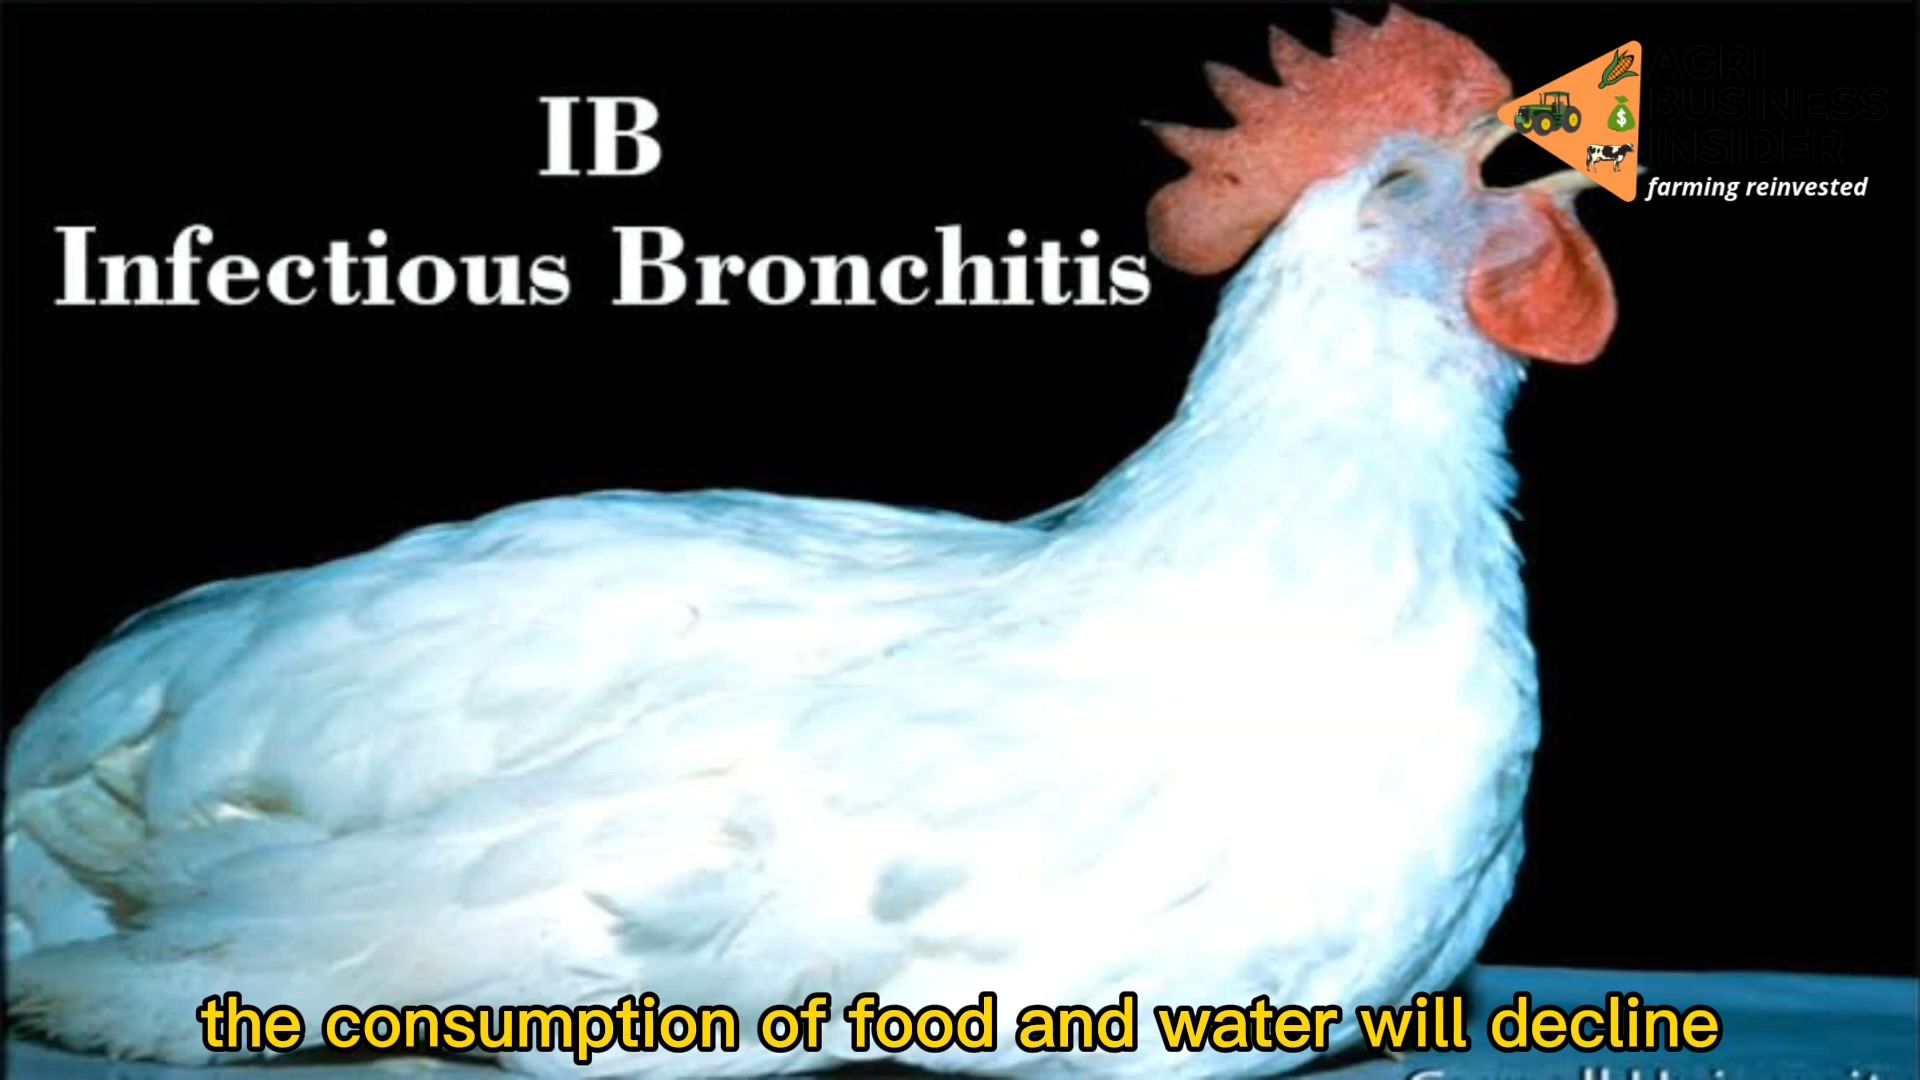 IB
Infectious Bronchitis
AGRI
BUSINESS
INSIDER
farming reinvested
$
the consumption of food and water will decline